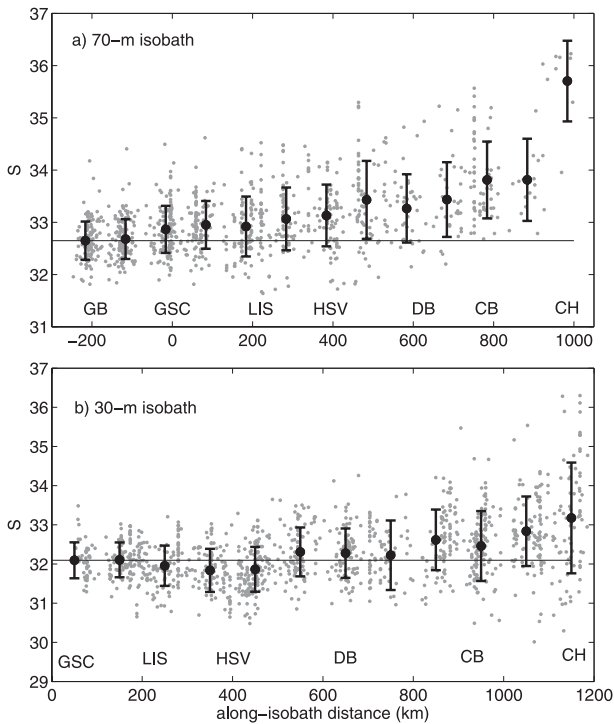 37
a) 70−m isobath
36
35
S
34
33
32
GB GSC LIS HSV DB CB CH
31
−200 0 200 400 600 800 1000
37
b) 30−m isobath
36
35
34
S
33
32
31
30
GSC LIS HSV DB CB CH
29
0 200 400 600 800 1000 1200
along−isobath distance (km)